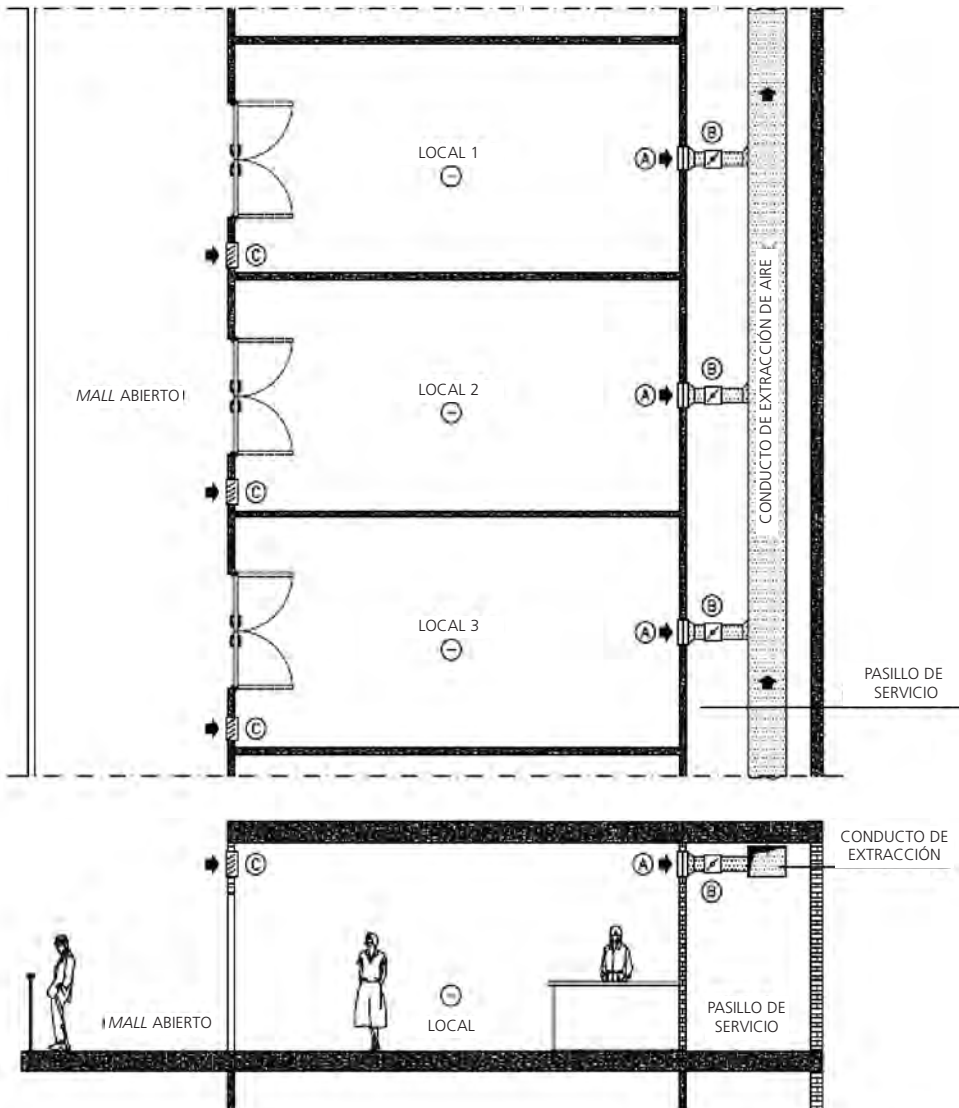 LOCAL 1
A
B
C
LOCAL 2
A
B
C
MALL ABIERTO
CONDUCTO DE EXTRACCIÓN DE AIRE
LOCAL 3
A
B
C
PASILLO DE
SERVICIO
C
A
B
CONDUCTO DE
EXTRACCIÓN
MALL ABIERTO
LOCAL
PASILLO DE
SERVICIO